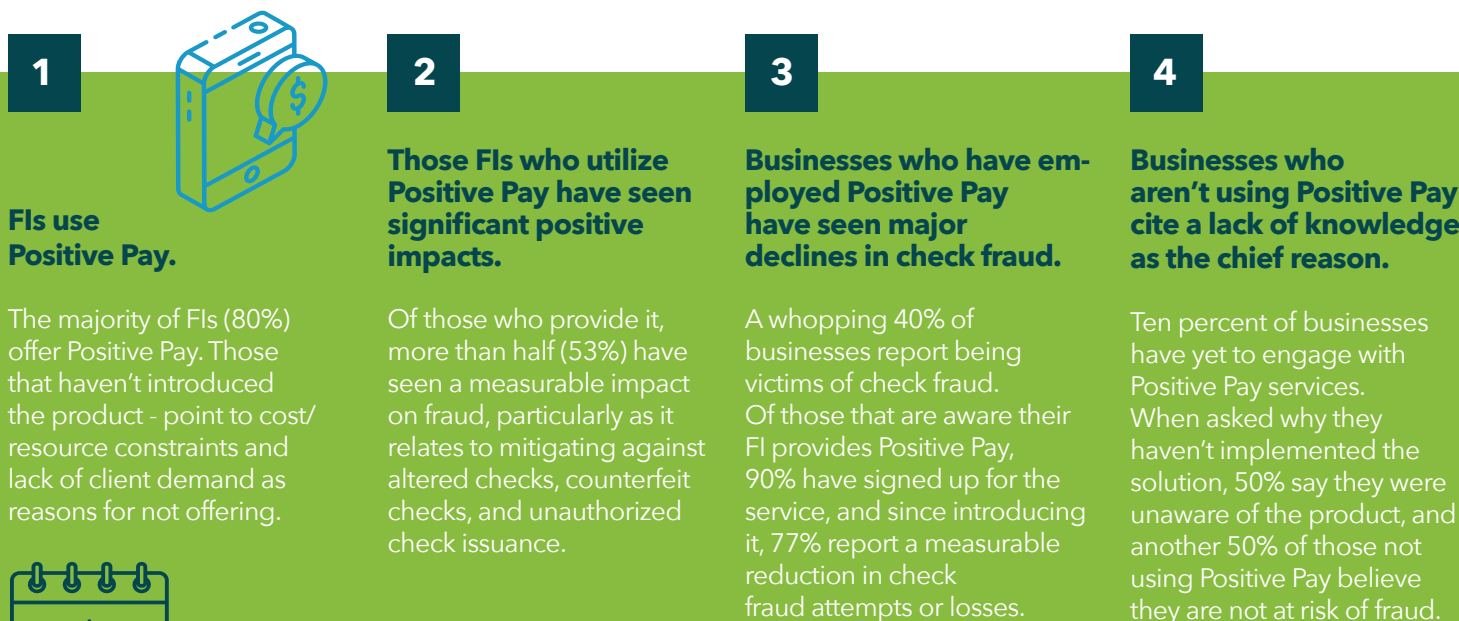 1
FIs use
Positive Pay.
The majority of FIs (80%)
offer Positive Pay. Those
that haven't introduced
the product - point to cost/
resource constraints and
lack of client demand as
reasons for not offering.
$
2
Those FIs who utilize
Positive Pay have seen
significant positive
impacts.
Of those who provide it,
more than half (53%) have
seen a measurable impact
on fraud, particularly as it
relates to mitigating against
altered checks, counterfeit
checks, and unauthorized
check issuance.
3
Businesses who have em-
ployed Positive Pay
have seen major
declines in check fraud.
A whopping 40% of
businesses report being
victims of check fraud.
Of those that are aware their
FI provides Positive Pay,
90% have signed up for the
service, and since introducing
it, 77% report a measurable
reduction in check
fraud attempts or losses.
4
Businesses who
aren't using Positive Pay
cite a lack of knowledge
as the chief reason.
Ten percent of businesses
have yet to engage with
Positive Pay services.
When asked why they
haven't implemented the
solution, 50% say they were
unaware of the product, and
another 50% of those not
using Positive Pay believe
they are not at risk of fraud.